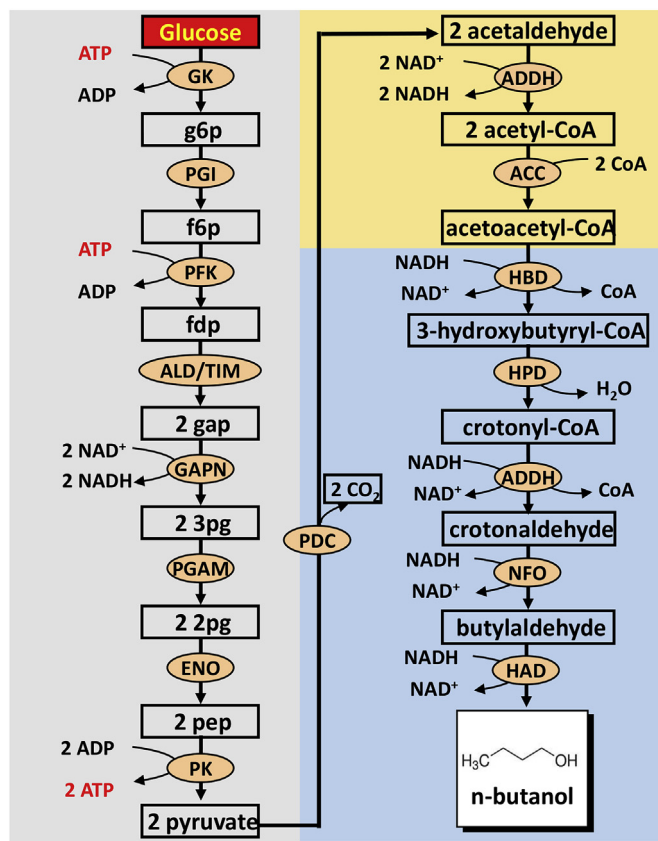 Glucose
ATP
GK
ADP
g6p
PGI
f6p
ATP
PFK
ADP
fdp
ALD/TIM
2 gap
2 NAD⁺
GAPN
2 NADH
2 3pg
PGAM
2 2pg
ENO
2 pep
2 ADP
PK
2 ATP
2 pyruvate
PDC
2 CO₂
2 acetaldehyde
2 NAD⁺
ADDH
2 NADH
2 acetyl-CoA
ACC
2 CoA
acetoacetyl-CoA
NADH
HBD
NAD⁺
CoA
3-hydroxybutyryl-CoA
HPD
H₂O
crotonyl-CoA
NADH
ADDH
NAD⁺
CoA
crotonaldehyde
NADH
NFO
NAD⁺
butylaldehyde
NADH
HAD
NAD⁺
H₃C
OH
n-butanol